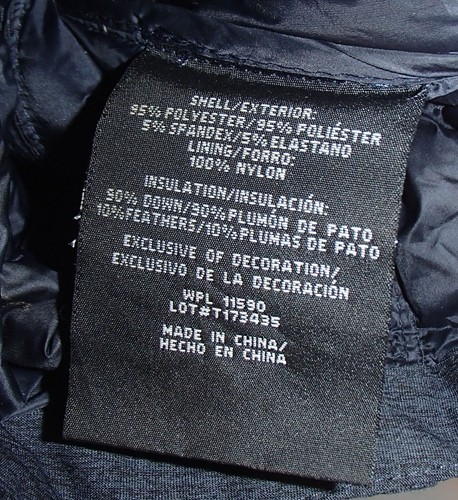 SHELL/EXTERIOR:
95% POLYESTER/95% POLIÉSTER
5% SPANDEX/5% ELASTANO
LINING/FORRO:
100% NYLON
INSULATION/INSULACIÓN:
90% DOWN/90% PLUMÓN DE PATO
10%FEATHERS/10% PLUMAS DE PATO
EXCLUSIVE OF DECORATION/
EXCLUSIVO DE LA DECORACIÓN
WPL 11590
LOT#T173435
MADE IN CHINA/
HECHO EN CHINA